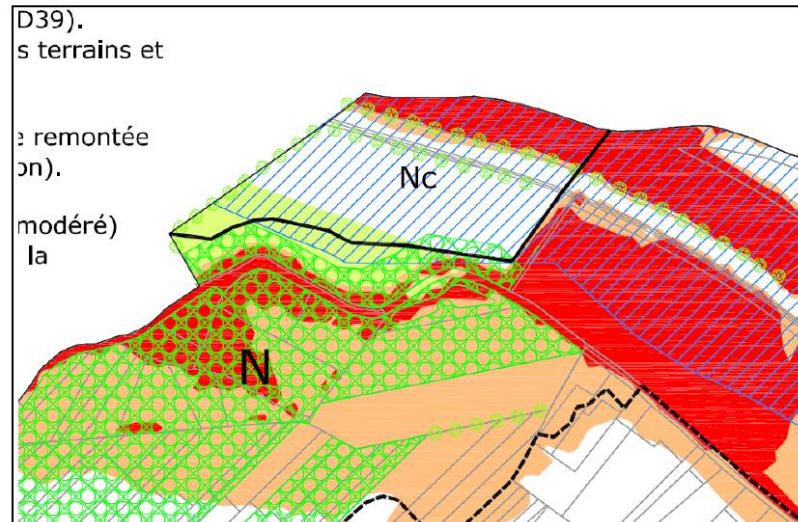 D39).
s terrains et
e remontée
on).
modéré)
la
Nc
N